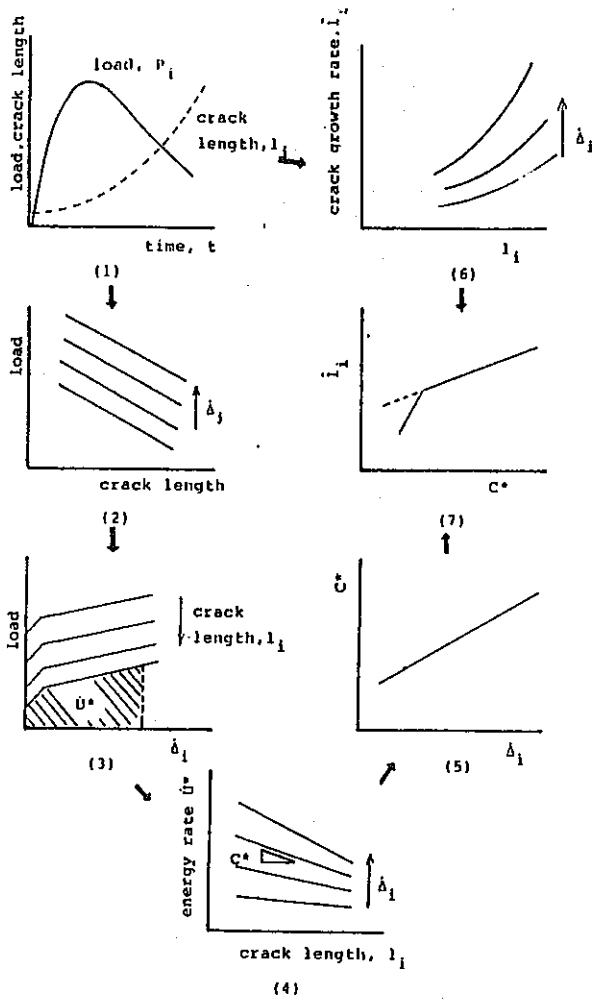 load, crack length
load, P_i
crack
length, l_i
time, t
(1)
crack growth rate, l̇_i
Δ̇_i
l_i
(6)
load
Δ̇_i
crack length
(2)
l̇_i
C*
(7)
load
crack
length, l_i
U̇*
Δ̇_i
(3)
C*
Δ̇_i
(5)
energy rate U̇*
C*
Δ̇_i
crack length, l_i
(4)